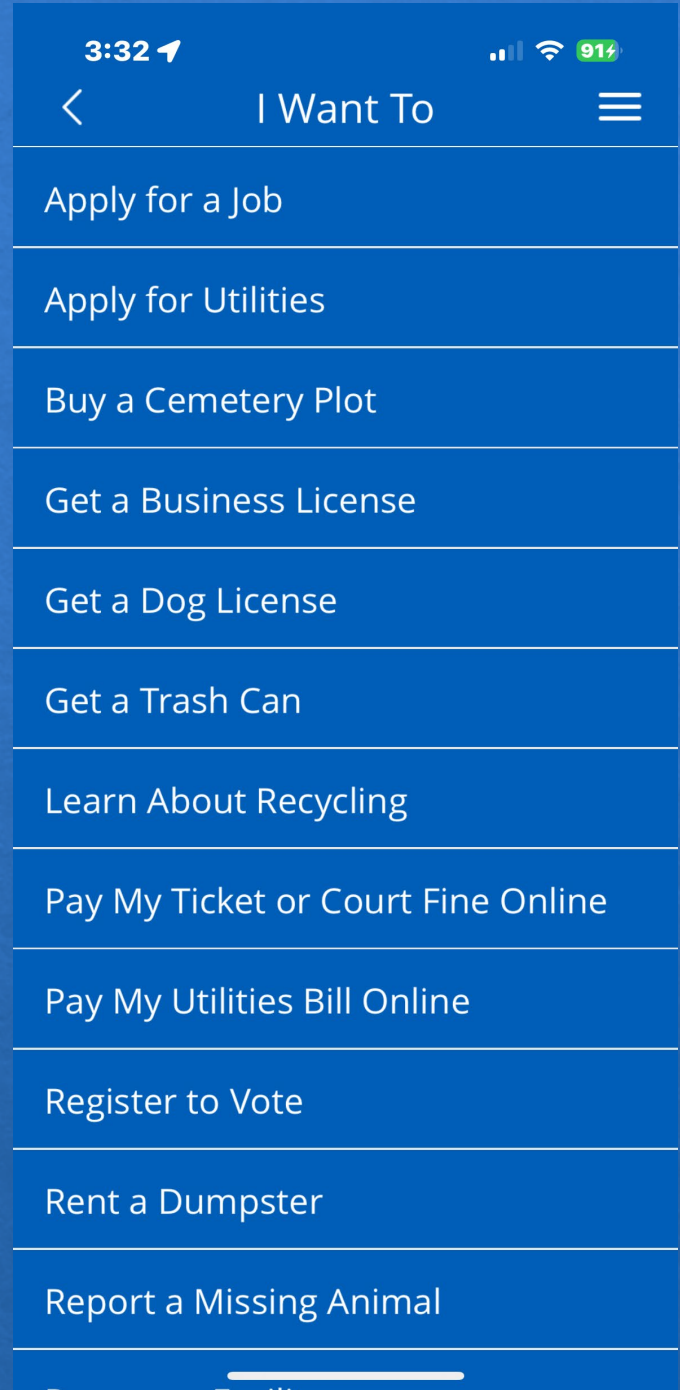 3:32
91
I Want To
Apply for a Job
Apply for Utilities
Buy a Cemetery Plot
Get a Business License
Get a Dog License
Get a Trash Can
Learn About Recycling
Pay My Ticket or Court Fine Online
Pay My Utilities Bill Online
Register to Vote
Rent a Dumpster
Report a Missing Animal